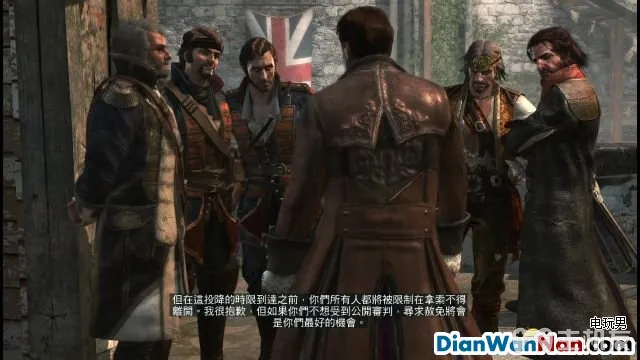 但在這投降的時限到達之前，你們所有人都將被限制在拿索不得
離開。我很抱歉，但如果你們不想受到公開審判，尋求赦免將會
是你們最好的機會。
电玩男
DianWanNan.com